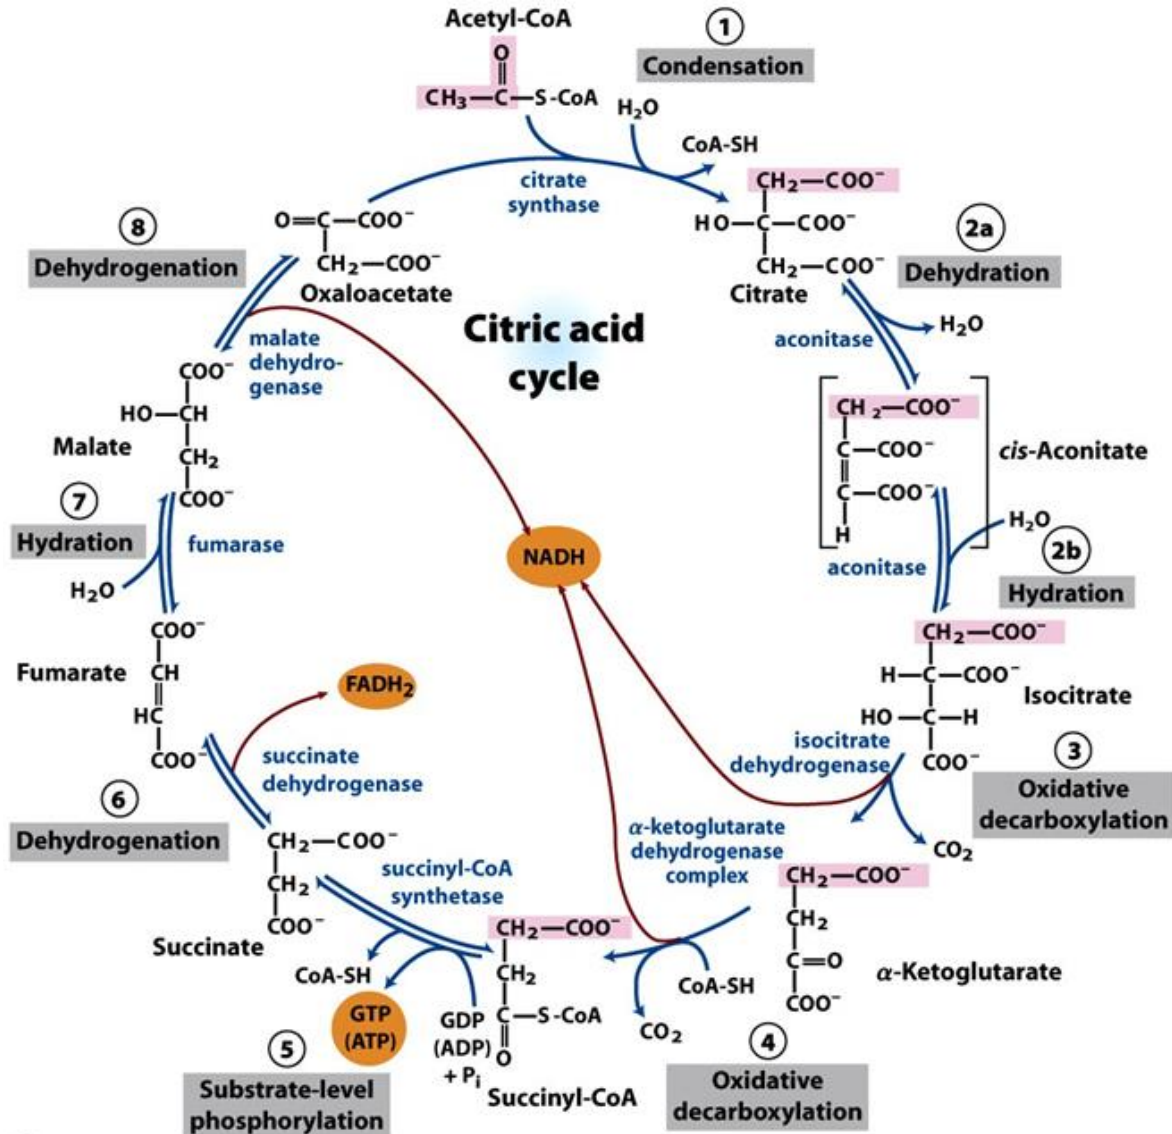 Acetyl-CoA
O
CH₃—C—S-CoA
1
Condensation
H₂O
CoA-SH
citrate
synthase
CH₂—COO⁻
HO—C—COO⁻
CH₂—COO⁻
Citrate
2a
Dehydration
H₂O
aconitase
CH₂—COO⁻
C—COO⁻
C—COO⁻
H
cis-Aconitate
H₂O
aconitase
2b
Hydration
CH₂—COO⁻
H—C—COO⁻
HO—C—H
COO⁻
Isocitrate
isocitrate
dehydrogenase
3
Oxidative
decarboxylation
CO₂
CH₂—COO⁻
CH₂
C=O
COO⁻
α-Ketoglutarate
α-ketoglutarate
dehydrogenase
complex
CoA-SH
CO₂
4
Oxidative
decarboxylation
CH₂—COO⁻
CH₂
C—S-CoA
O
Succinyl-CoA
succinyl-CoA
synthetase
GDP
(ADP)
+ Pᵢ
GTP
(ATP)
CoA-SH
5
Substrate-level
phosphorylation
CH₂—COO⁻
CH₂
COO⁻
Succinate
succinate
dehydrogenase
FADH₂
6
Dehydrogenation
COO⁻
CH
HC
COO⁻
Fumarate
H₂O
fumarase
7
Hydration
COO⁻
HO—CH
CH₂
COO⁻
Malate
malate
dehydro-
genase
8
Dehydrogenation
O=C—COO⁻
CH₂—COO⁻
Oxaloacetate
Citric acid
cycle
NADH